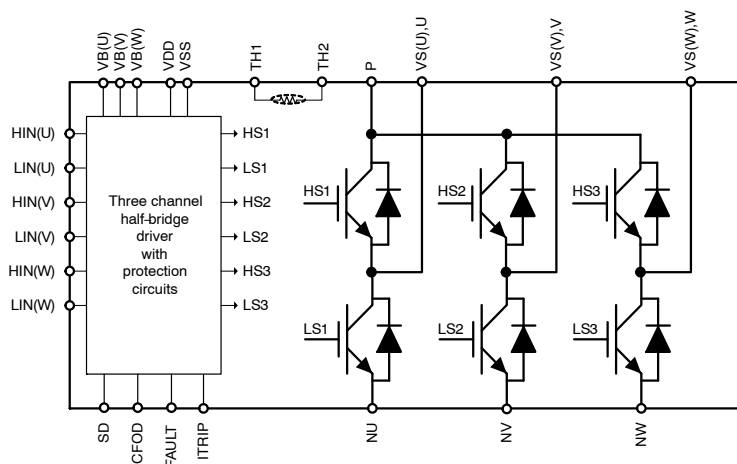 VB(U)
VB(V)
VB(W)
VDD
VSS
TH1
TH2
P
VS(U),U
VS(V),V
VS(W),W
HIN(U)
LIN(U)
HIN(V)
LIN(V)
HIN(W)
LIN(W)
Three channel
half-bridge
driver
with
protection
circuits
HS1
LS1
HS2
LS2
HS3
LS3
HS1
HS2
HS3
LS1
LS2
LS3
SD
CFOD
FAULT
ITRIP
NU
NV
NW